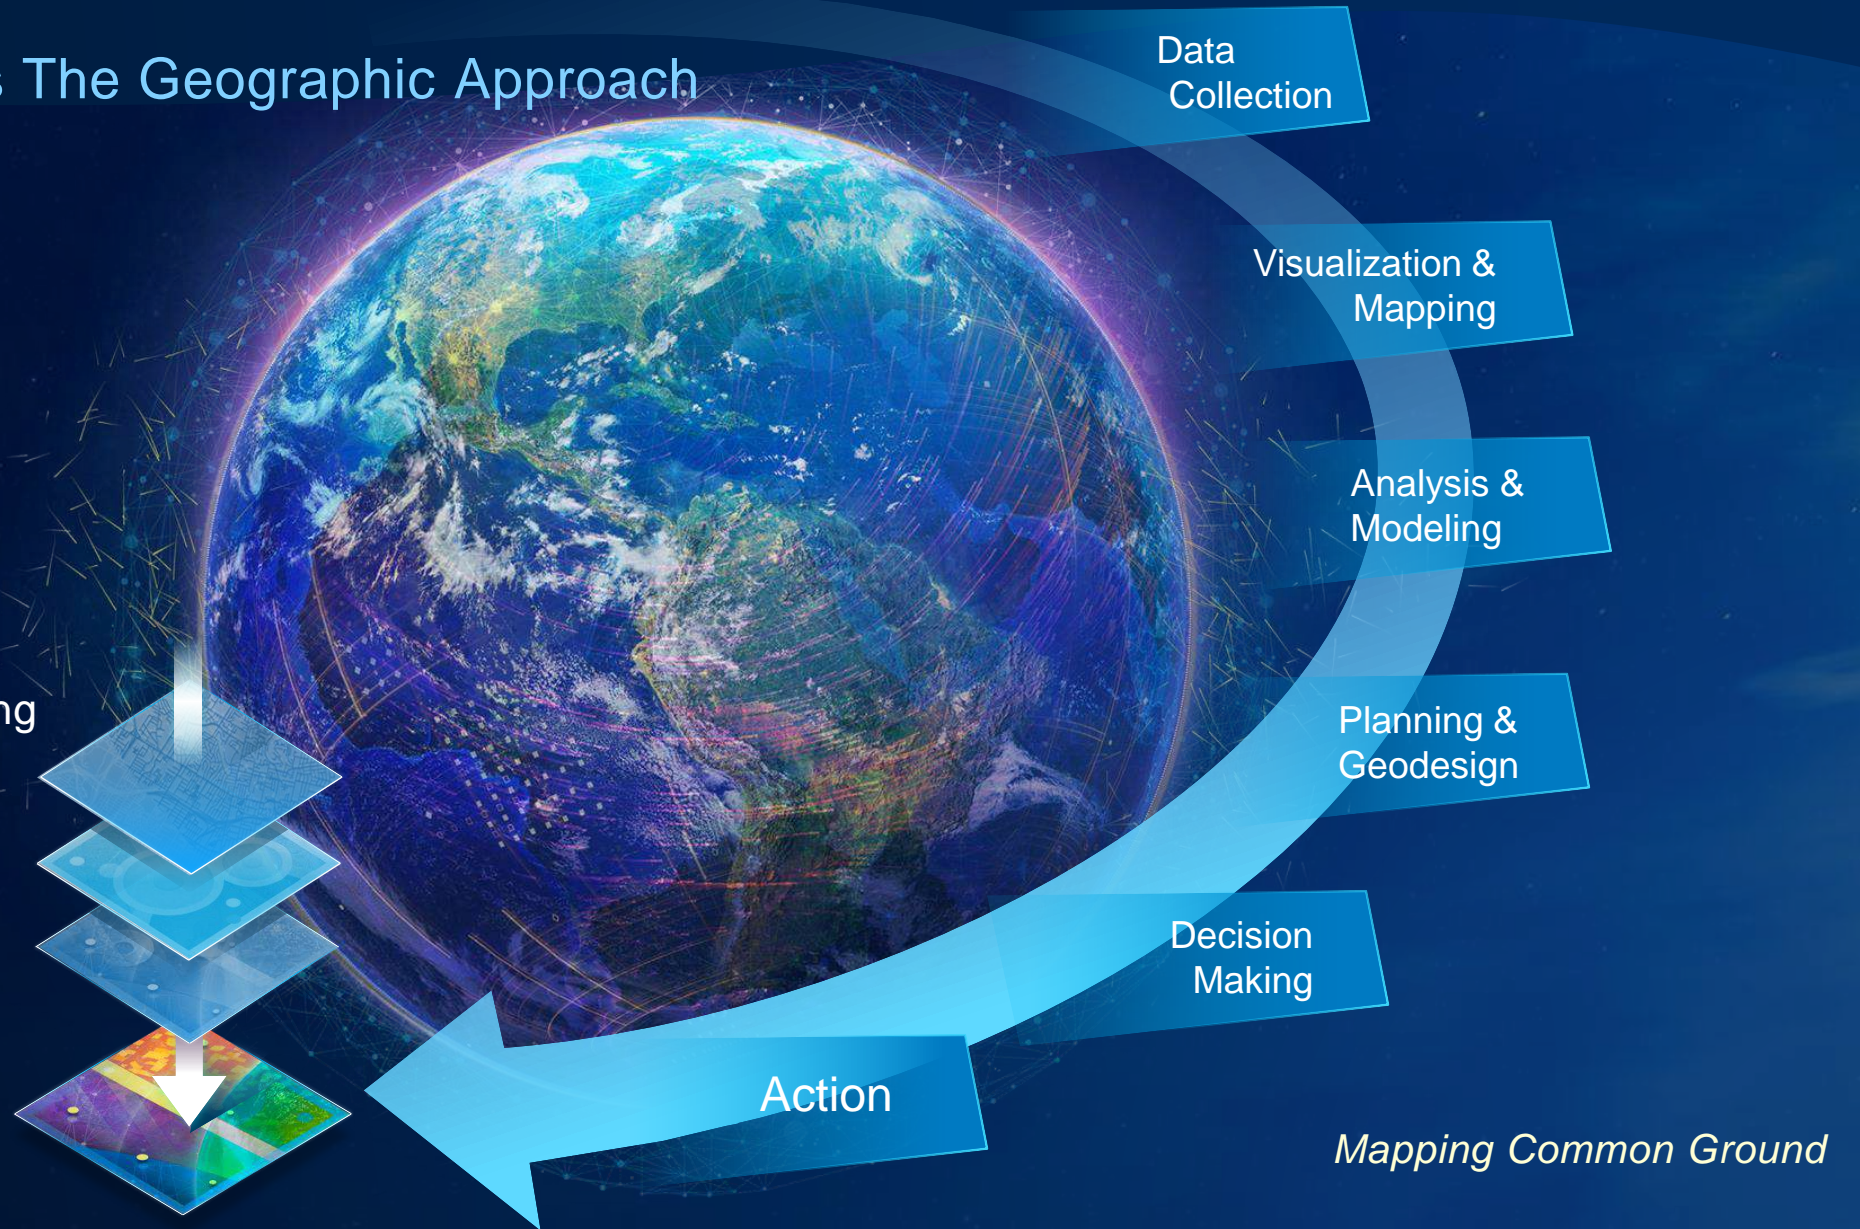 The Geographic Approach
Data
Collection
Visualization &
Mapping
Analysis &
Modeling
Planning &
Geodesign
Decision
Making
Action
Mapping Common Ground